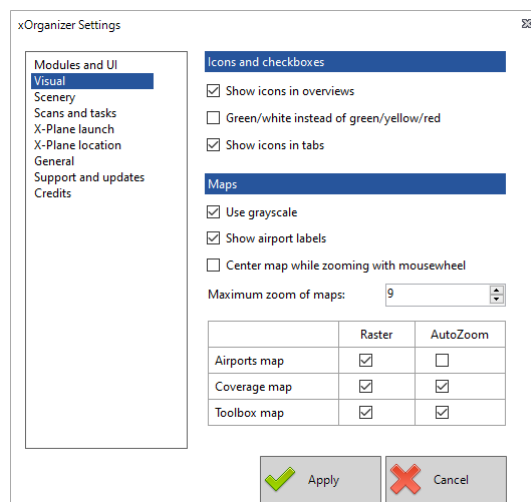 xOrganizer Settings
Modules and UI
Visual
Scenery
Scans and tasks
X-Plane launch
X-Plane location
General
Support and updates
Credits
Icons and checkboxes
Show icons in overviews
Green/white instead of green/yellow/red
Show icons in tabs
Maps
Use grayscale
Show airport labels
Center map while zooming with mousewheel
Maximum zoom of maps: 9
Raster AutoZoom
Airports map
Coverage map
Toolbox map
Apply Cancel